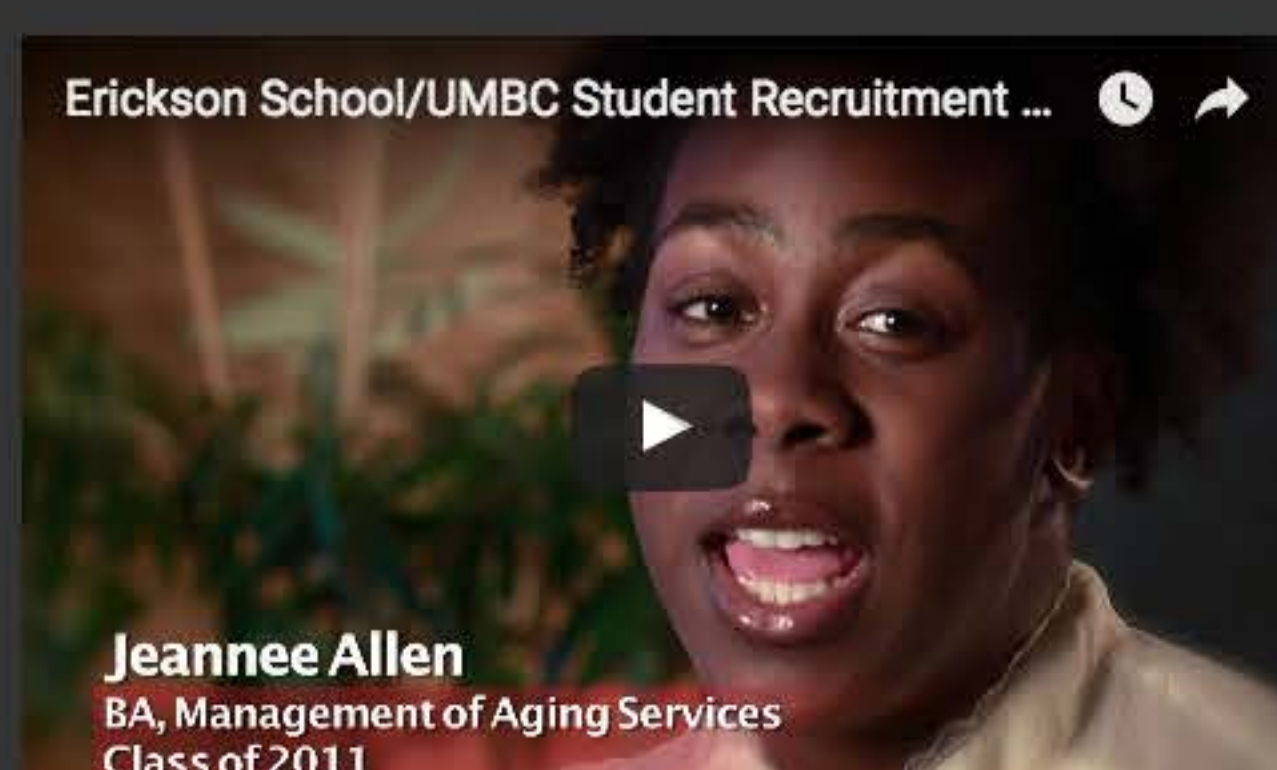 Erickson School/UMBC Student Recruitment ...
Jeannee Allen
BA, Management of Aging Services
Class of 2011